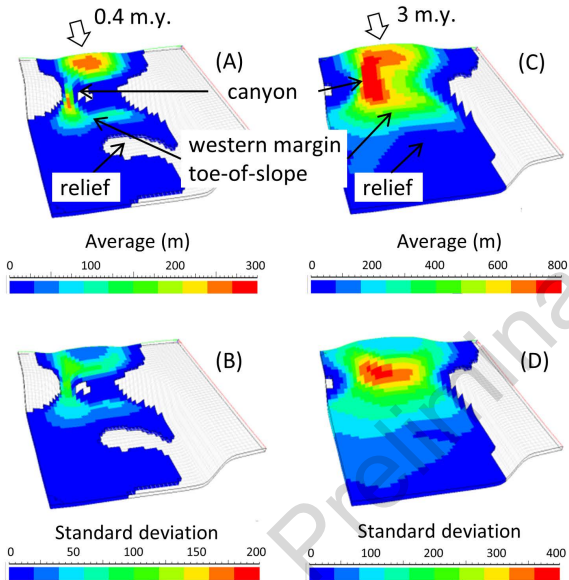 0.4 m.y.
3 m.y.
(A)
(C)
canyon
western margin
toe-of-slope
relief
relief
Average (m)
0 100 200 300
Average (m)
0 200 400 600 800
(B)
(D)
Standard deviation
0 50 100 150 200
Standard deviation
0 100 200 300 400
Prelimina